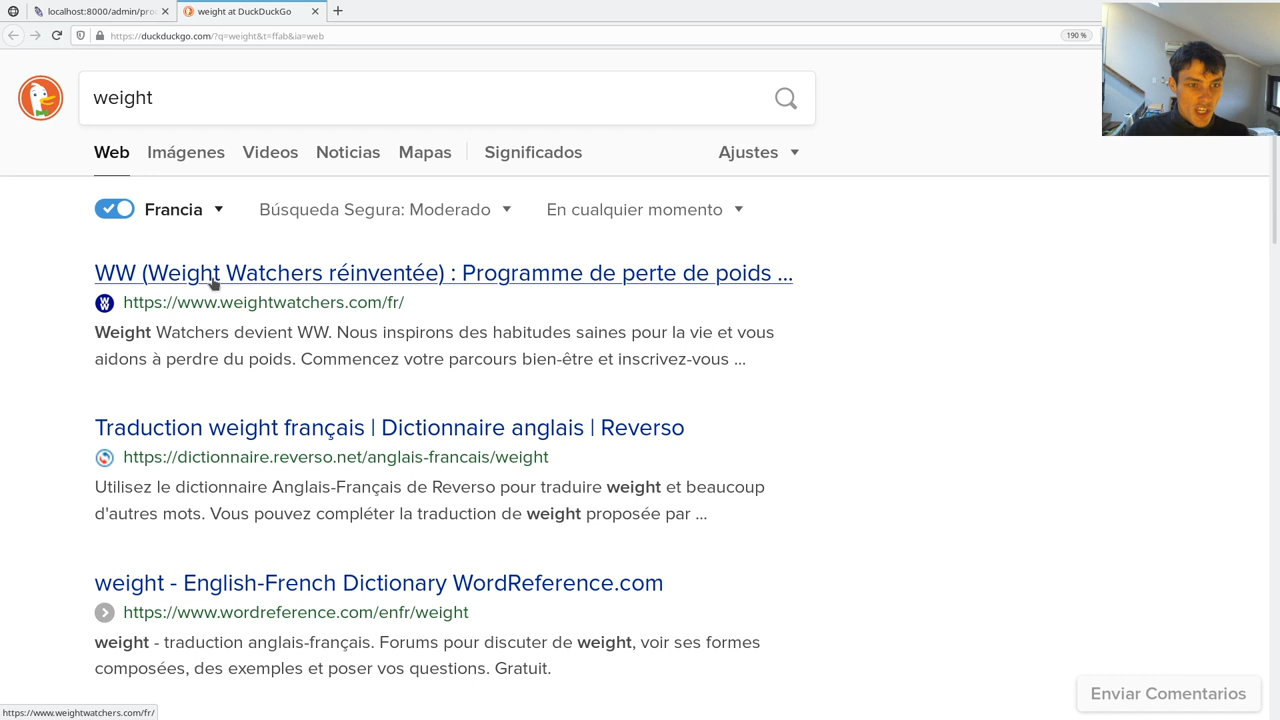 localhost:8000/admin/pro
weight at DuckDuckGo
https://duckduckgo.com/?q=weight&t=ffab&ia=web
190 %
weight
Web Imágenes Videos Noticias Mapas Significados Ajustes
Francia Búsqueda Segura: Moderado En cualquier momento
WW (Weight Watchers réinventée) : Programme de perte de poids ...
https://www.weightwatchers.com/fr/
Weight Watchers devient WW. Nous inspirons des habitudes saines pour la vie et vous
aidons à perdre du poids. Commencez votre parcours bien-être et inscrivez-vous ...
Traduction weight français | Dictionnaire anglais | Reverso
https://dictionnaire.reverso.net/anglais-francais/weight
Utilisez le dictionnaire Anglais-Français de Reverso pour traduire weight et beaucoup
d'autres mots. Vous pouvez compléter la traduction de weight proposée par ...
weight - English-French Dictionary WordReference.com
https://www.wordreference.com/enfr/weight
weight - traduction anglais-français. Forums pour discuter de weight, voir ses formes
composées, des exemples et poser vos questions. Gratuit.
Enviar Comentarios
https://www.weightwatchers.com/fr/